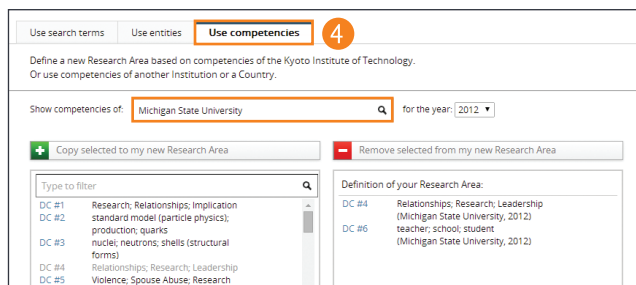 Use search terms
Use entities
Use competencies
4
Define a new Research Area based on competencies of the Kyoto Institute of Technology.
Or use competencies of another Institution or a Country.
Show competencies of:
Michigan State University
for the year:
2012
Copy selected to my new Research Area
Remove selected from my new Research Area
Type to filter
DC #1 Research; Relationships; Implication
DC #2 standard model (particle physics);
production; quarks
DC #3 nuclei; neutrons; shells (structural
forms)
DC #4 Relationships; Research; Leadership
DC #5 Violence; Spouse Abuse; Research
Definition of your Research Area:
DC #4 Relationships; Research; Leadership
(Michigan State University, 2012)
DC #6 teacher; school; student
(Michigan State University, 2012)